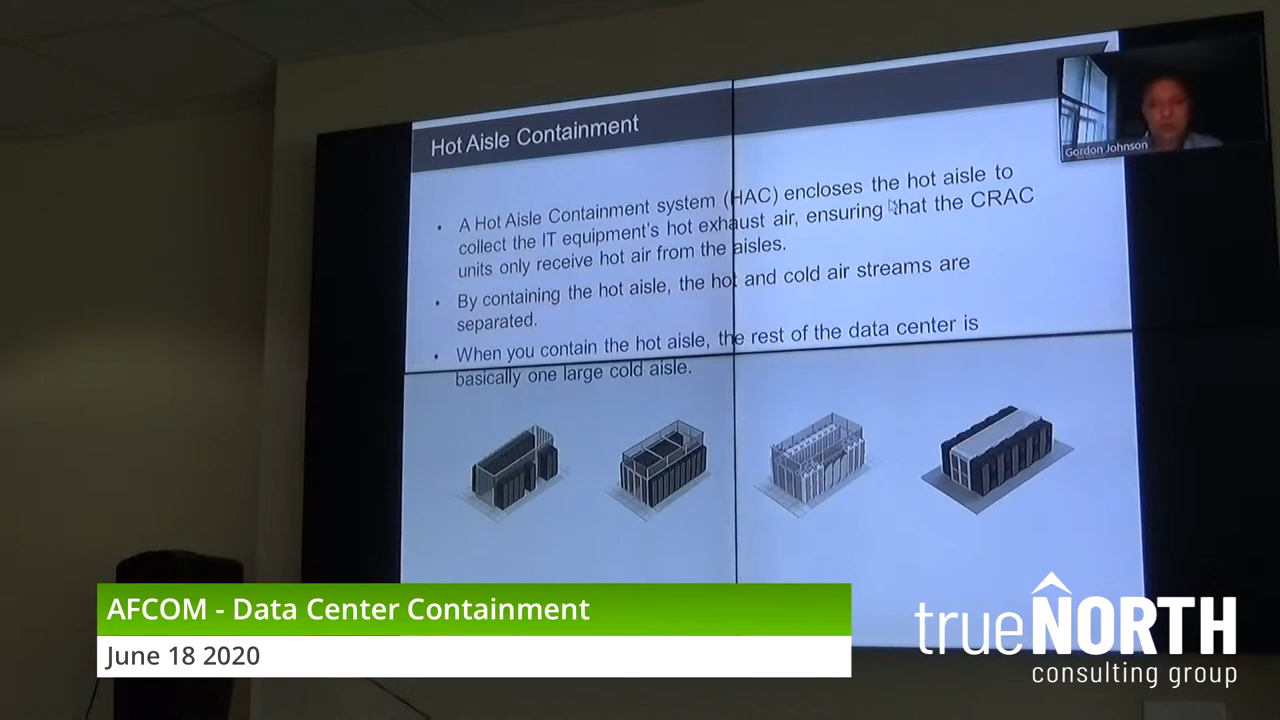 Hot Aisle Containment
Gordon Johnson
• A Hot Aisle Containment system (HAC) encloses the hot aisle to
collect the IT equipment's hot exhaust air, ensuring that the CRAC
units only receive hot air from the aisles.
• By containing the hot aisle, the hot and cold air streams are
separated.
• When you contain the hot aisle, the rest of the data center is
basically one large cold aisle.
AFCOM - Data Center Containment
June 18 2020
trueNORTH
consulting group